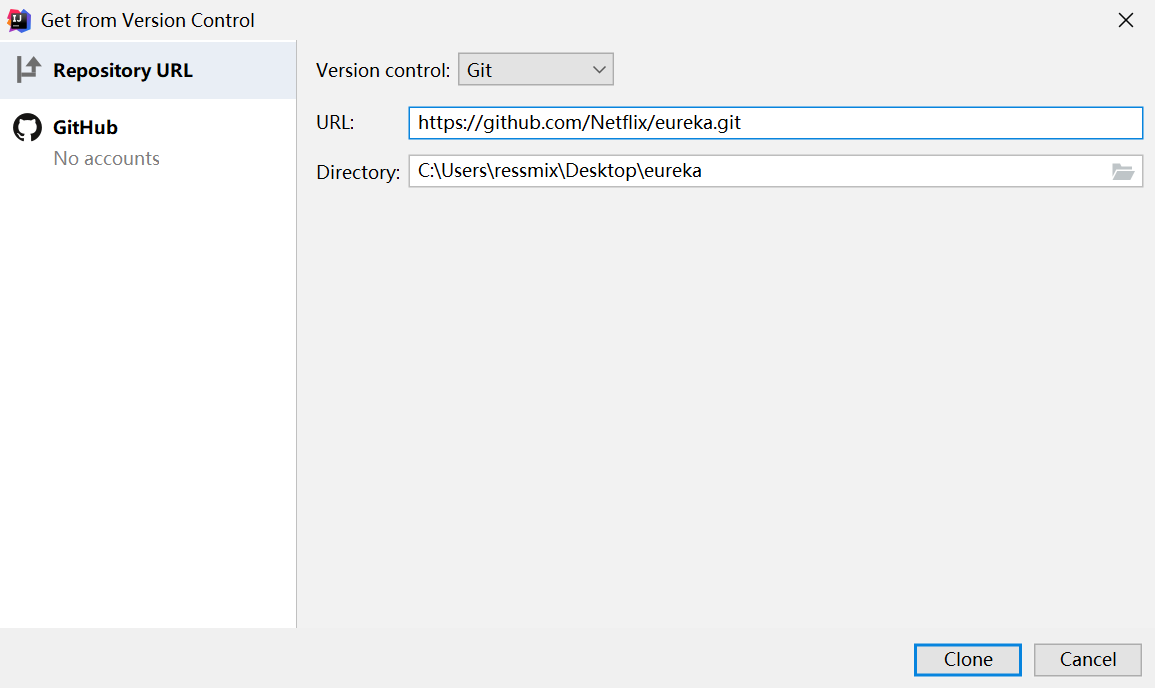 Get from Version Control
Repository URL
GitHub
No accounts
Version control: Git
URL: https://github.com/Netflix/eureka.git
Directory: C:\Users\ressmix\Desktop\eureka
Clone Cancel